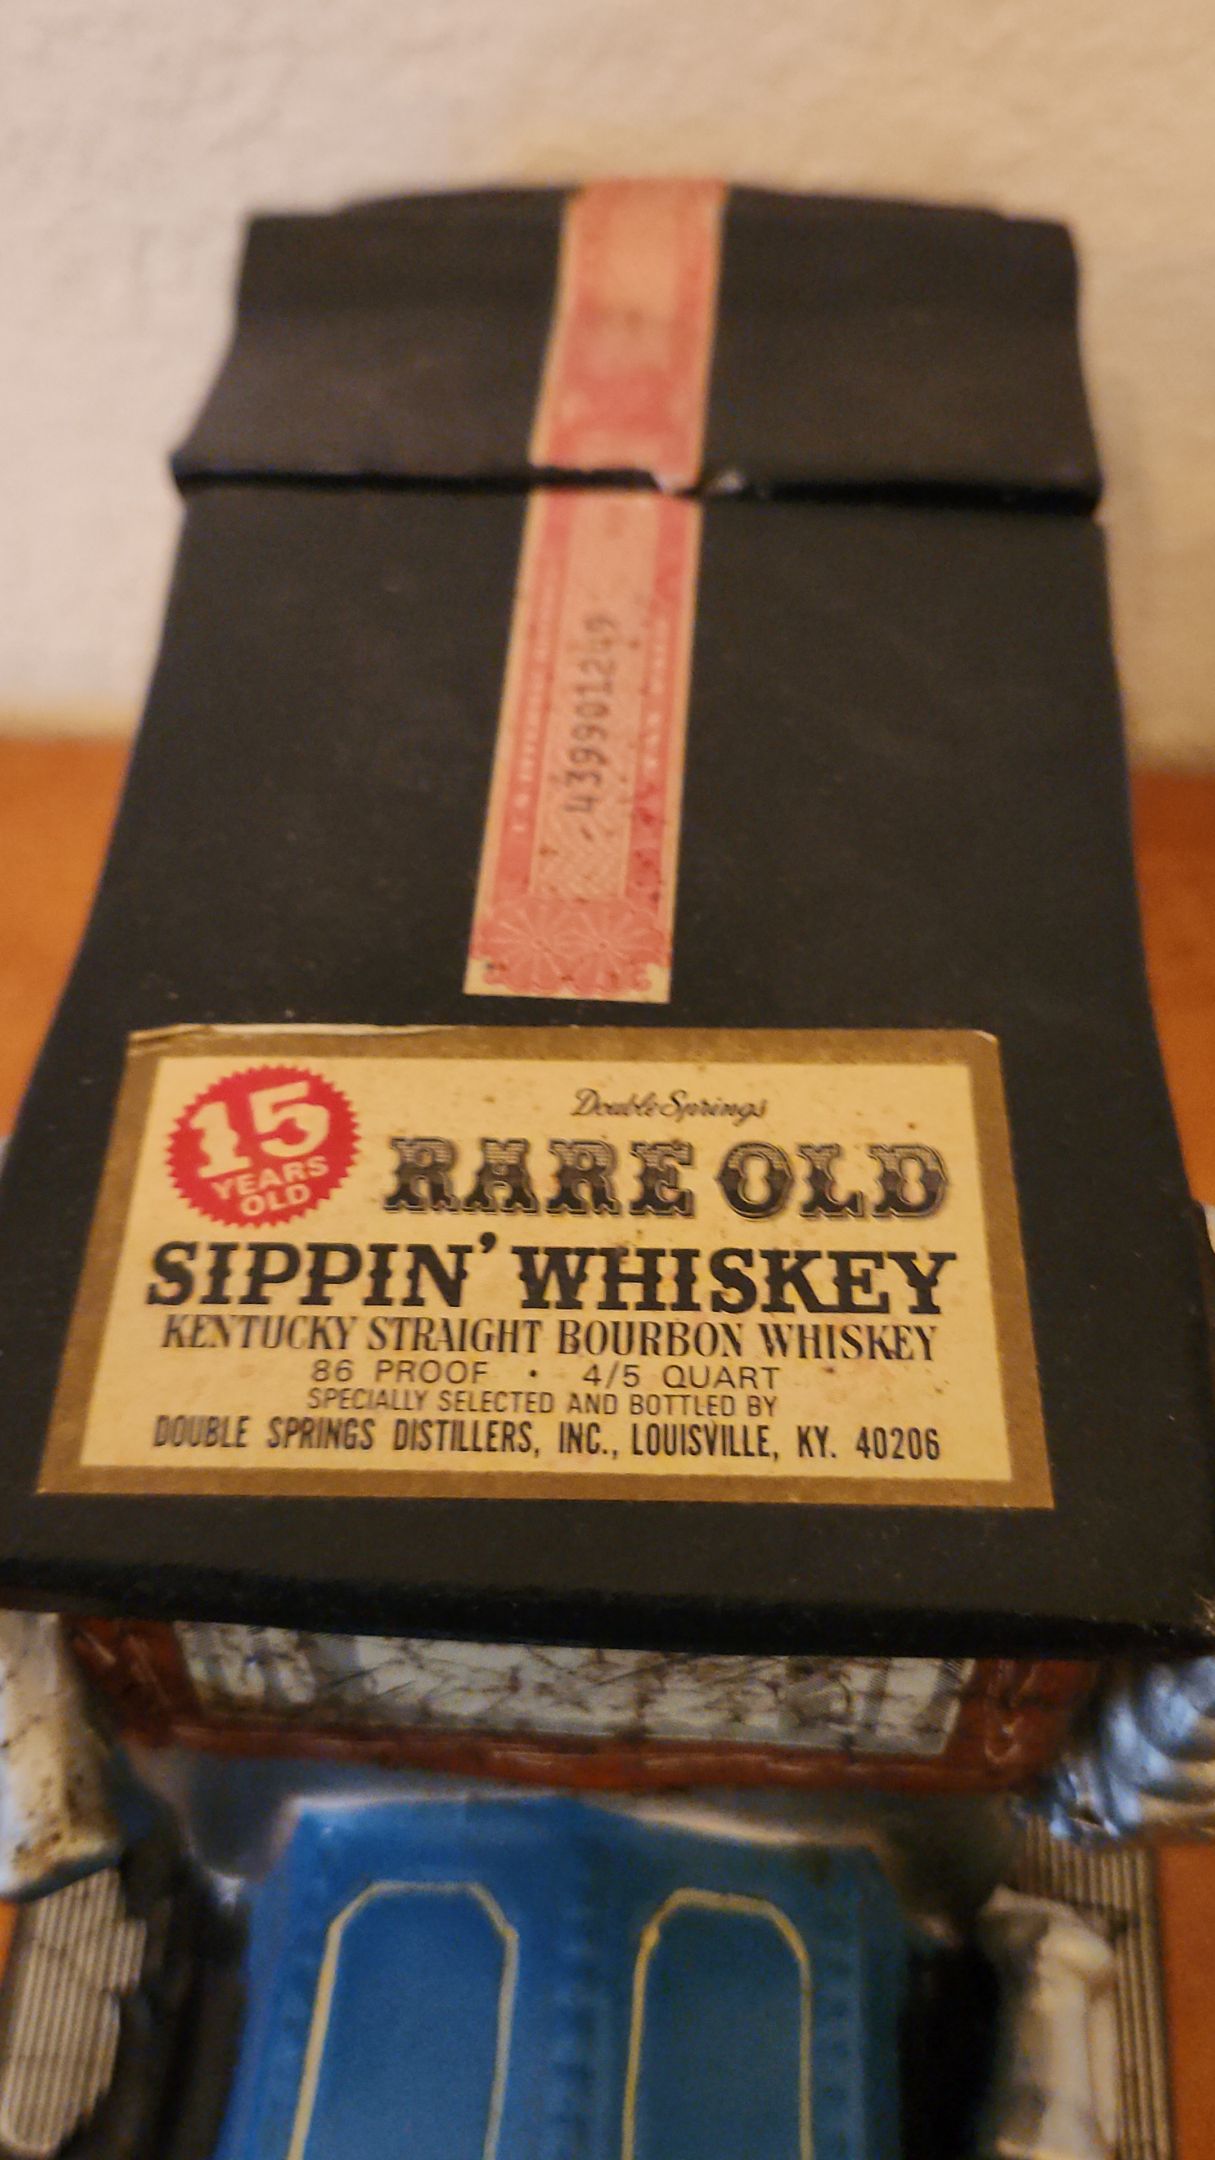 439901249
15
YEARS
OLD
Double Springs
RARE OLD
SIPPIN' WHISKEY
KENTUCKY STRAIGHT BOURBON WHISKEY
86 PROOF • 4/5 QUART
SPECIALLY SELECTED AND BOTTLED BY
DOUBLE SPRINGS DISTILLERS, INC., LOUISVILLE, KY. 40206